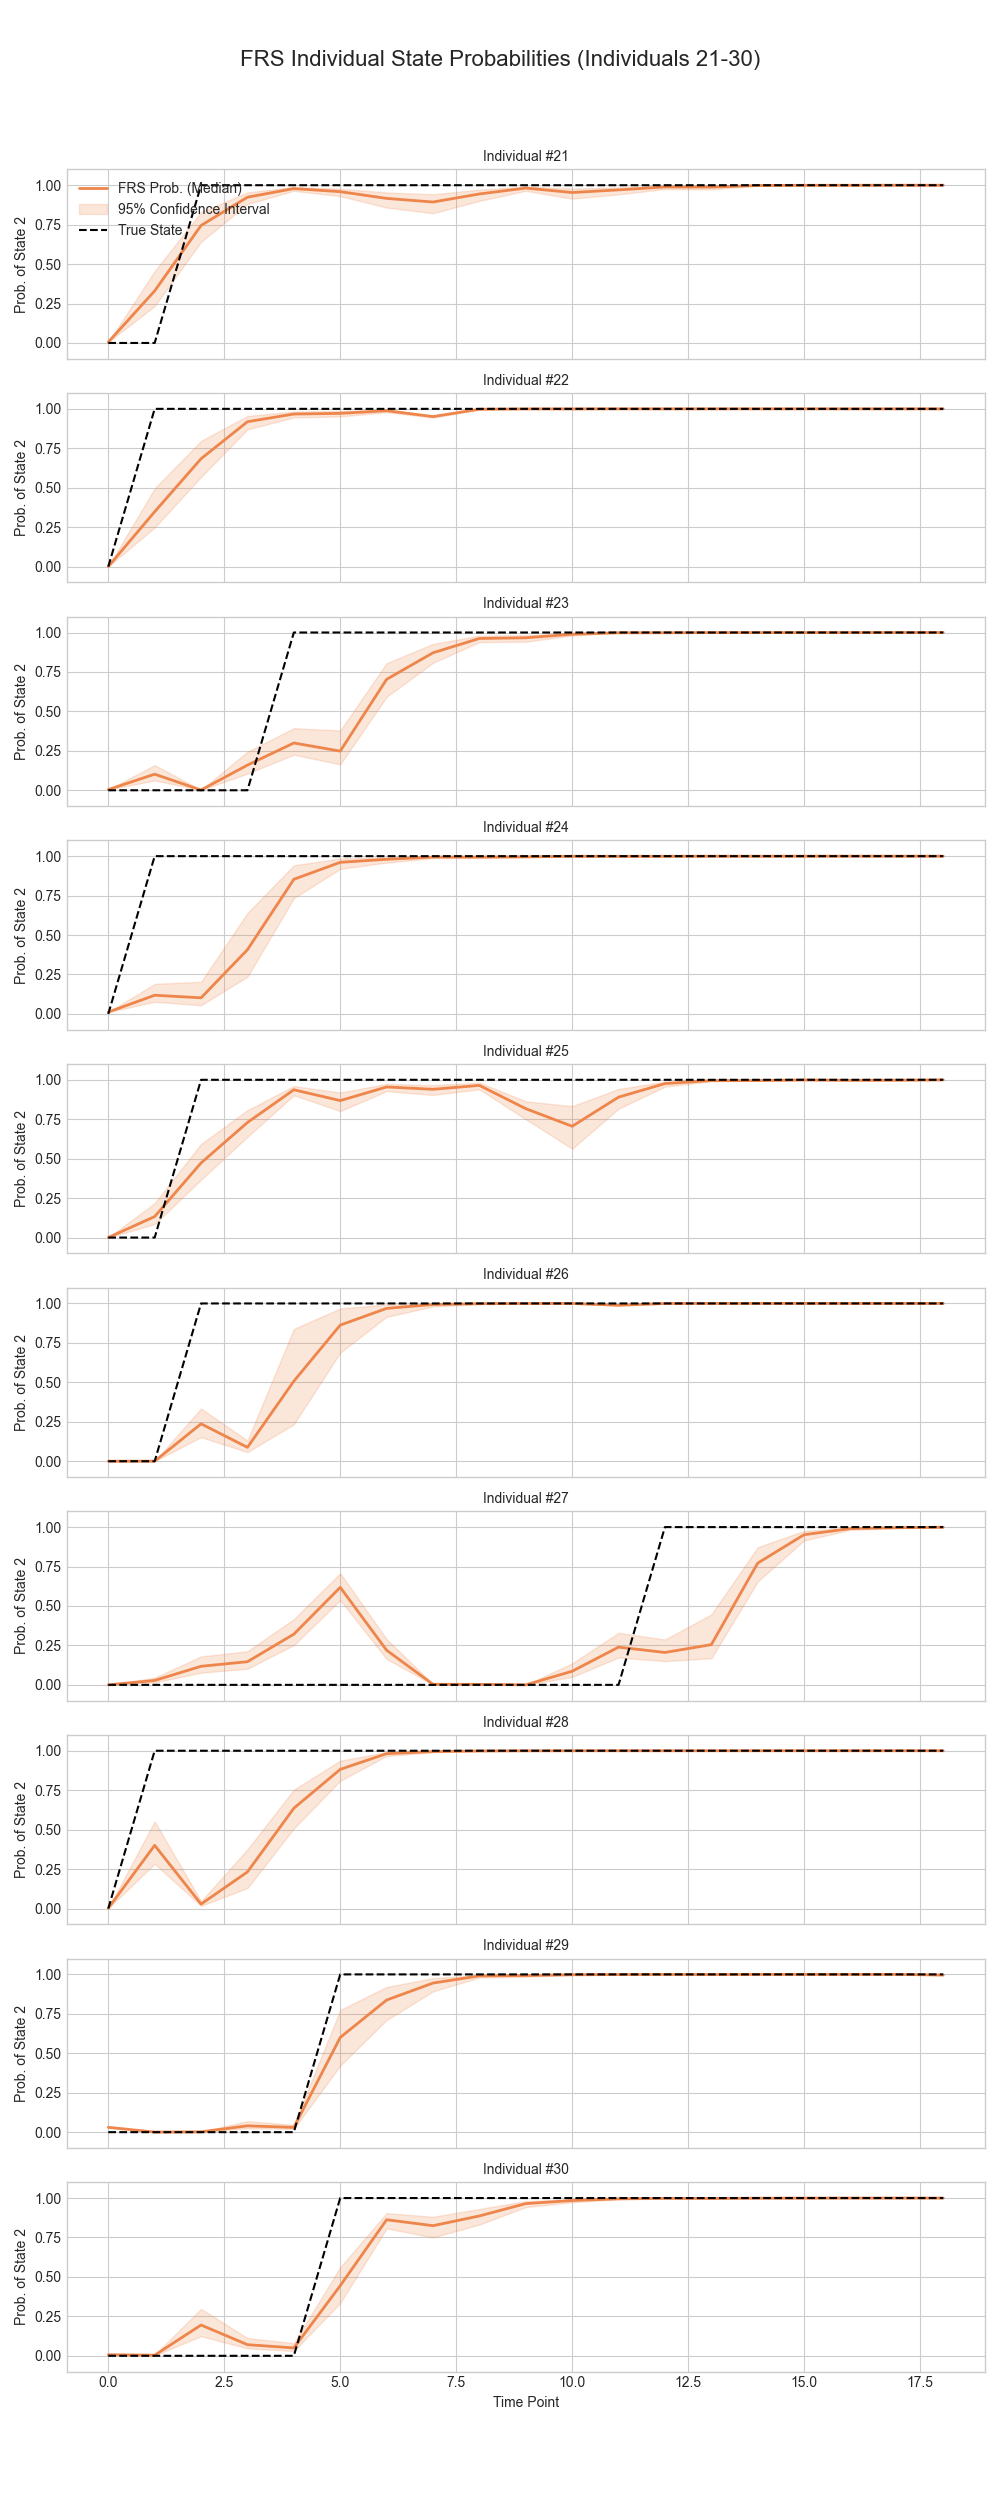 FRS Individual State Probabilities (Individuals 21-30)
Individual #21
FRS Prob. (Median)
95% Confidence Interval
True State
Prob. of State 2
1.00
0.75
0.50
0.25
0.00
Individual #22
Prob. of State 2
1.00
0.75
0.50
0.25
0.00
Individual #23
Prob. of State 2
1.00
0.75
0.50
0.25
0.00
Individual #24
Prob. of State 2
1.00
0.75
0.50
0.25
0.00
Individual #25
Prob. of State 2
1.00
0.75
0.50
0.25
0.00
Individual #26
Prob. of State 2
1.00
0.75
0.50
0.25
0.00
Individual #27
Prob. of State 2
1.00
0.75
0.50
0.25
0.00
Individual #28
Prob. of State 2
1.00
0.75
0.50
0.25
0.00
Individual #29
Prob. of State 2
1.00
0.75
0.50
0.25
0.00
Individual #30
Prob. of State 2
1.00
0.75
0.50
0.25
0.00
0.0 2.5 5.0 7.5 10.0 12.5 15.0 17.5
Time Point